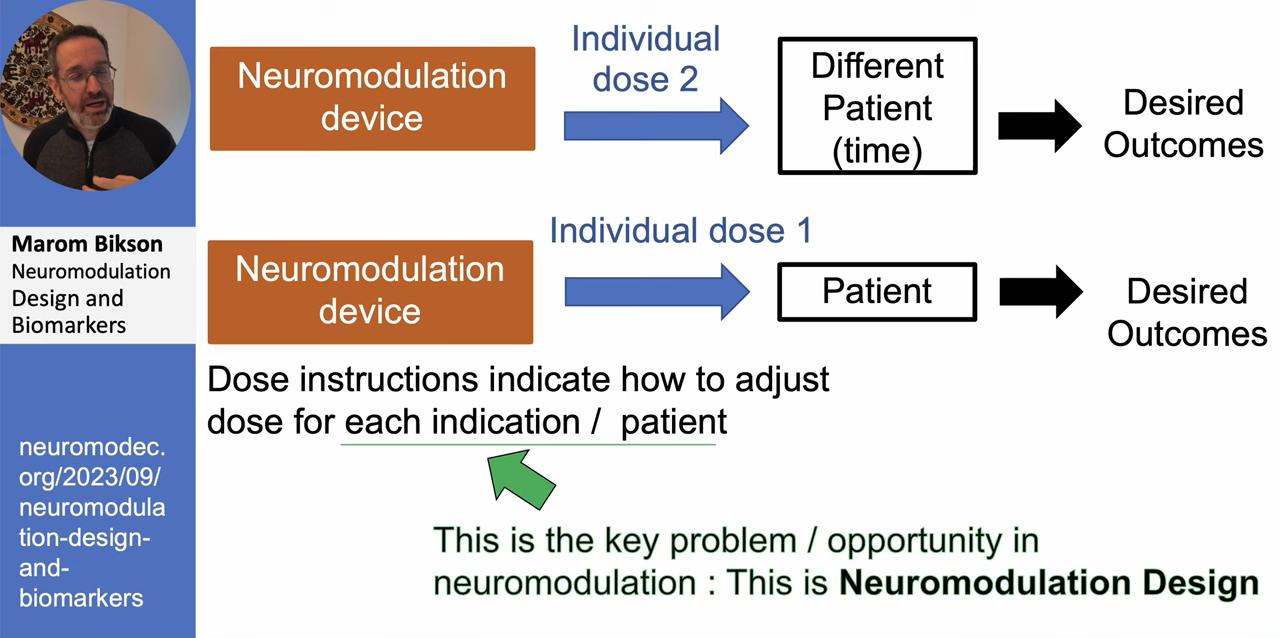 Neuromodulation
device
Individual
dose 2
Different
Patient
(time)
Desired
Outcomes
Marom Bikson
Neuromodulation
Design and
Biomarkers
Neuromodulation
device
Individual dose 1
Patient
Desired
Outcomes
Dose instructions indicate how to adjust
dose for each indication / patient
neuromodec.
org/2023/09/
neuromodula
tion-design-
and-
biomarkers
This is the key problem / opportunity in
neuromodulation : This is Neuromodulation Design